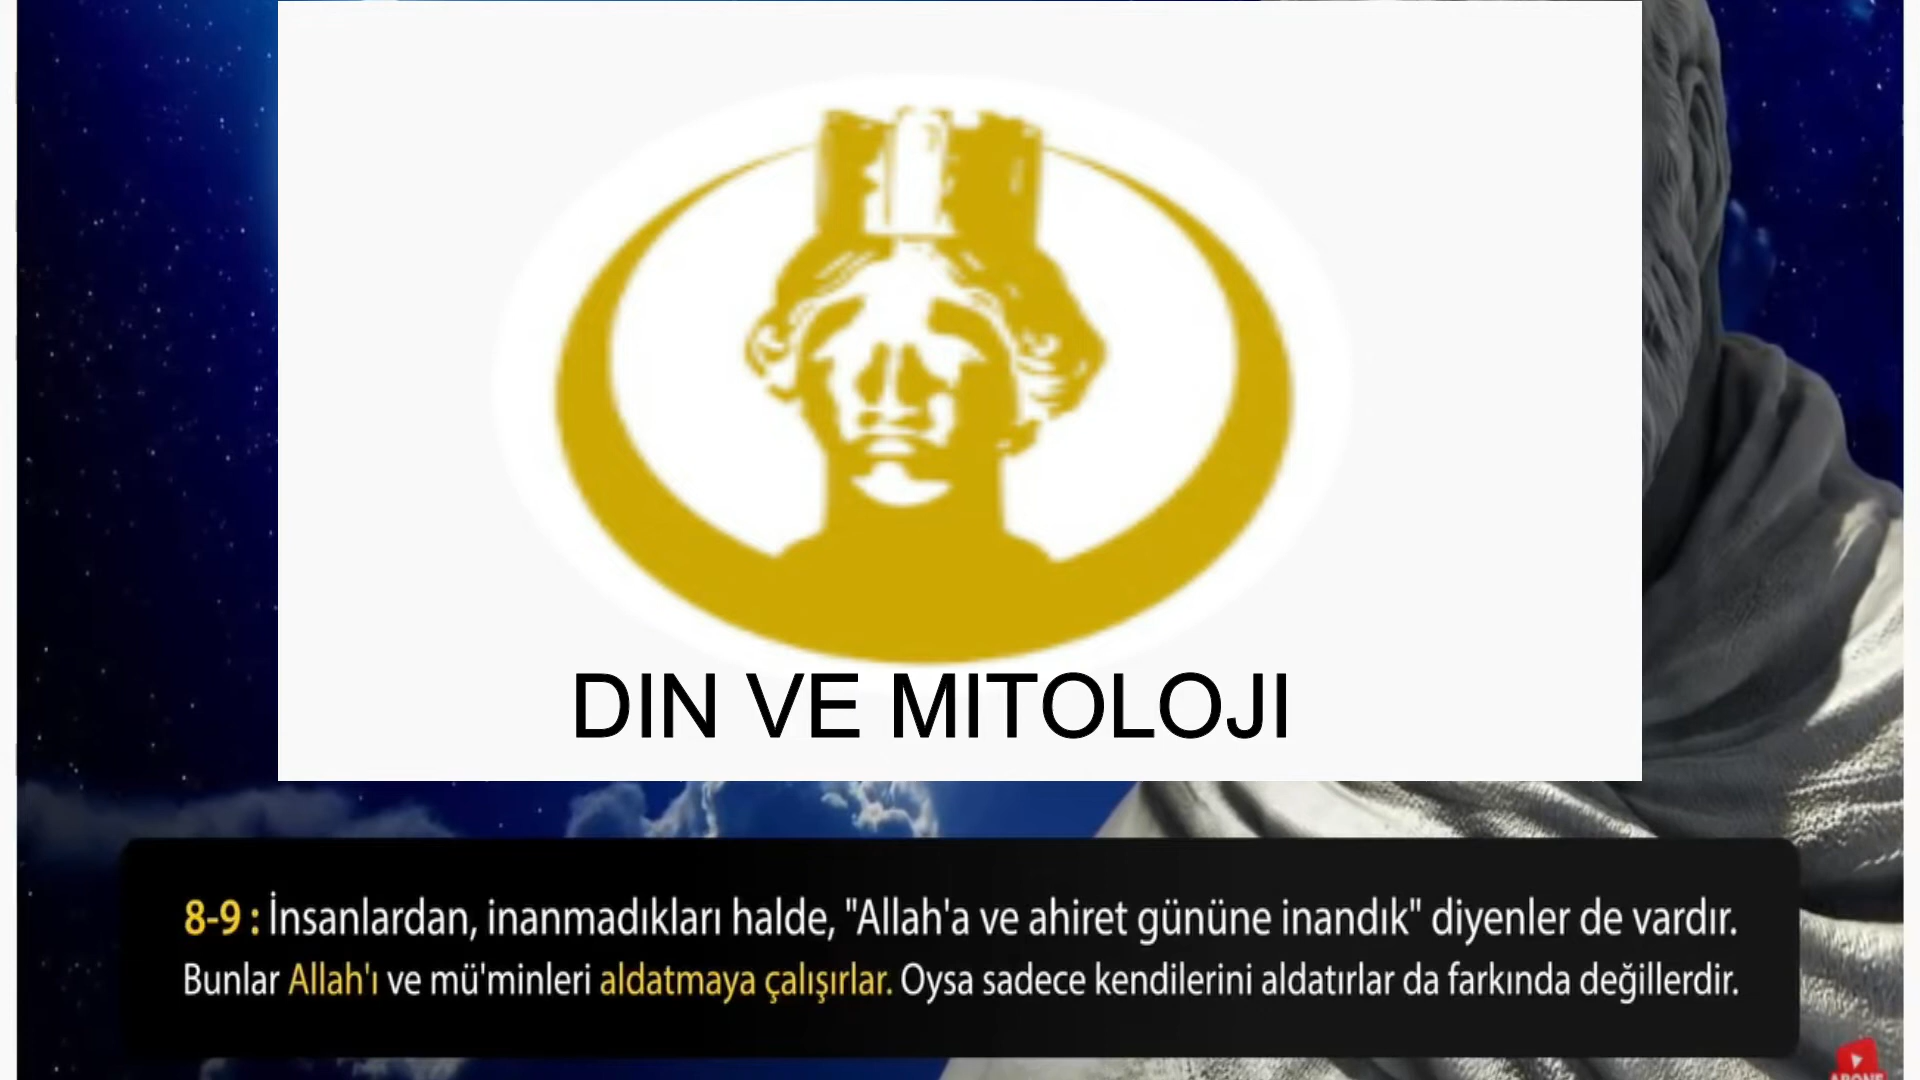 DIN VE MITOLOJI
8-9 : İnsanlardan, inanmadıkları halde, "Allah'a ve ahiret gününe inandık" diyenler de vardır.
Bunlar Allah'ı ve mü'minleri aldatmaya çalışırlar. Oysa sadece kendilerini aldatırlar da farkında değillerdir.
ABONE